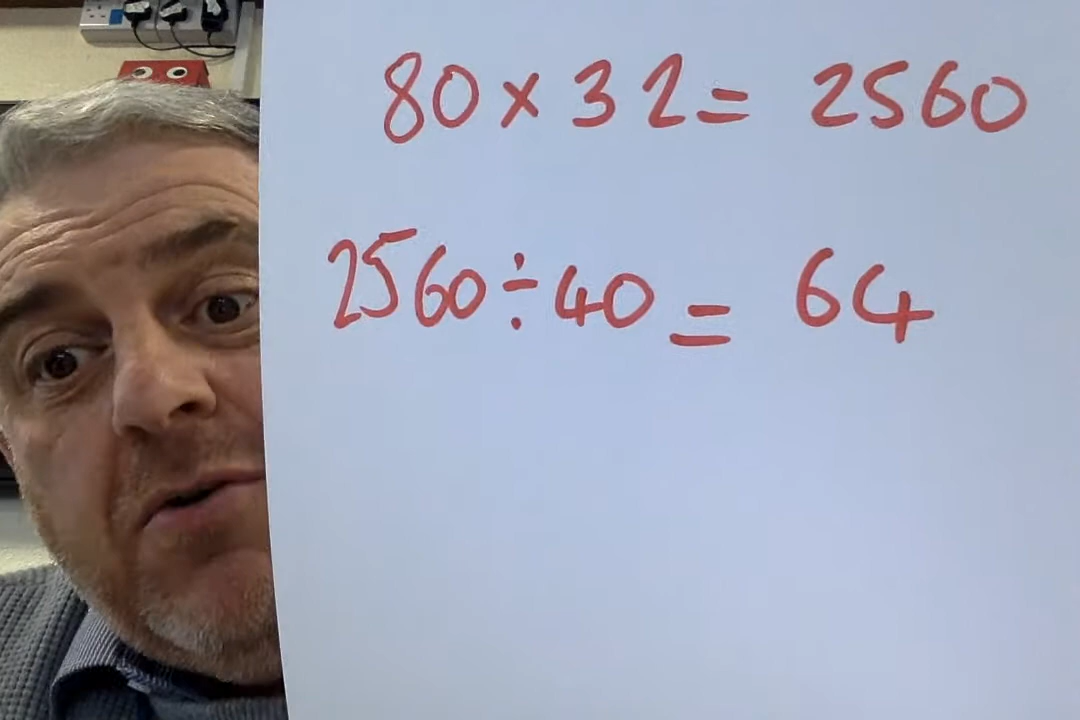 80 × 32 = 2560
2560 ÷ 40 = 64